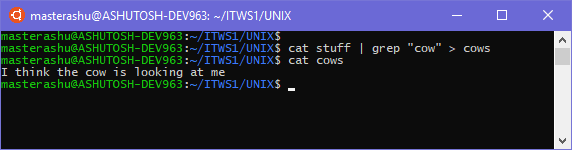 masterashu@ASHUTOSH-DEV963: ~/ITWS1/UNIX
masterashu@ASHUTOSH-DEV963:~/ITWS1/UNIX$
masterashu@ASHUTOSH-DEV963:~/ITWS1/UNIX$ cat stuff | grep "cow" > cows
masterashu@ASHUTOSH-DEV963:~/ITWS1/UNIX$ cat cows
I think the cow is looking at me
masterashu@ASHUTOSH-DEV963:~/ITWS1/UNIX$